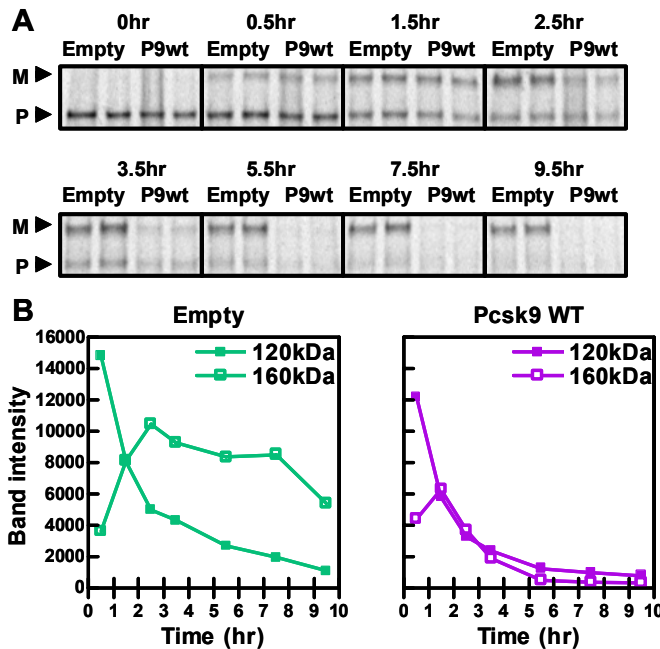 A
0hr 0.5hr 1.5hr 2.5hr
Empty P9wt Empty P9wt Empty P9wt Empty P9wt
M
P
3.5hr 5.5hr 7.5hr 9.5hr
Empty P9wt Empty P9wt Empty P9wt Empty P9wt
M
P
B
Empty
16000
14000
12000
10000
8000
6000
4000
2000
0
Band intensity
120kDa
160kDa
0 1 2 3 4 5 6 7 8 9 10
Time (hr)
Pcsk9 WT
120kDa
160kDa
0 1 2 3 4 5 6 7 8 9 10
Time (hr)